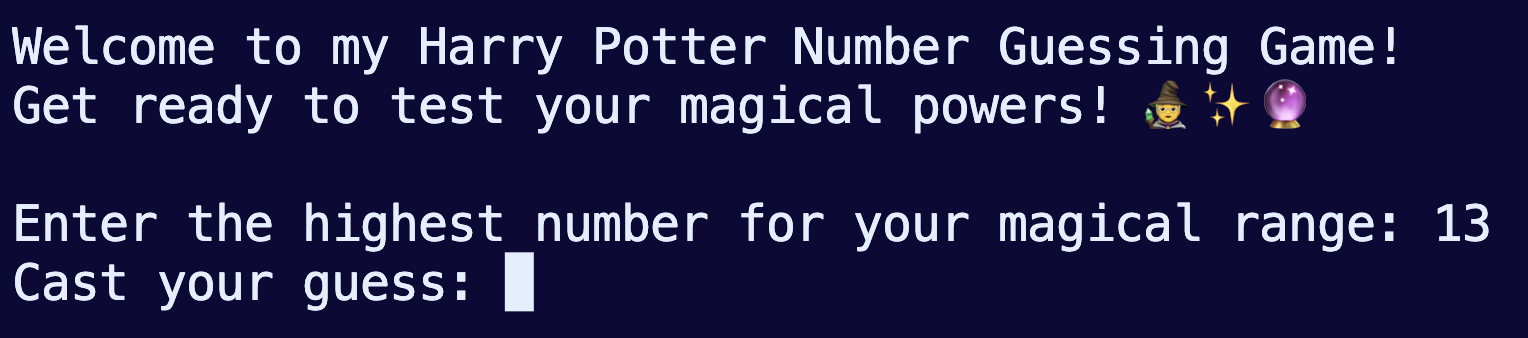 Welcome to my Harry Potter Number Guessing Game!
Get ready to test your magical powers! 🧙‍♀️✨🔮
Enter the highest number for your magical range: 13
Cast your guess: